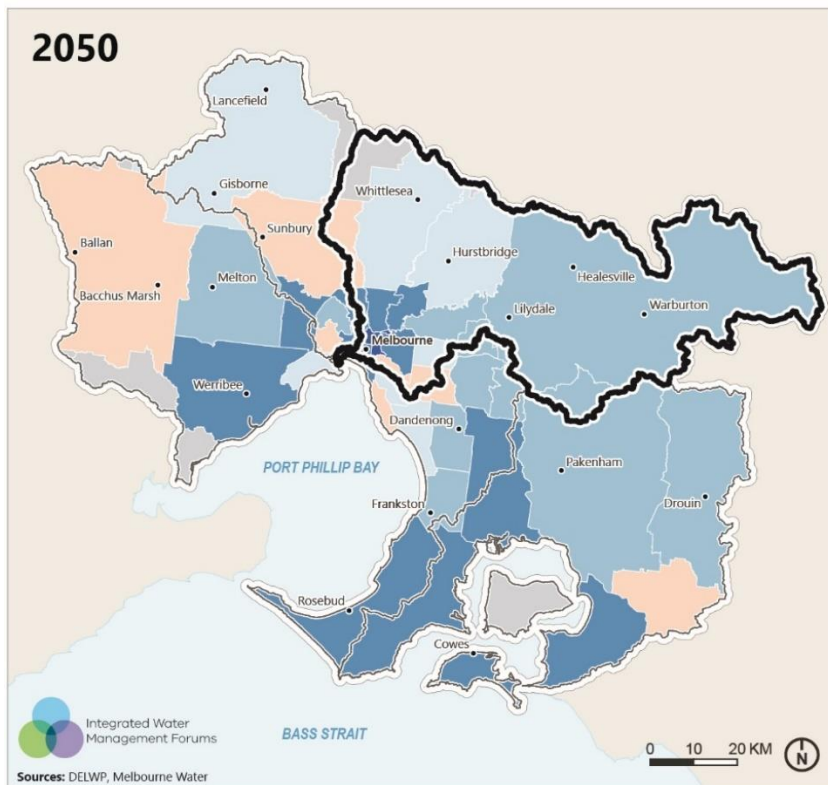 2050
Lancefield
Gisborne
Whittlesea
Sunbury
Hurstbridge
Ballan
Healesville
Melton
Bacchus Marsh
Lilydale
Warburton
Melbourne
Werribee
Dandenong
PORT PHILLIP BAY
Pakenham
Drouin
Frankston
Rosebud
Cowes
Integrated Water
Management Forums
BASS STRAIT
0 10 20 KM
N
Sources: DELWP, Melbourne Water